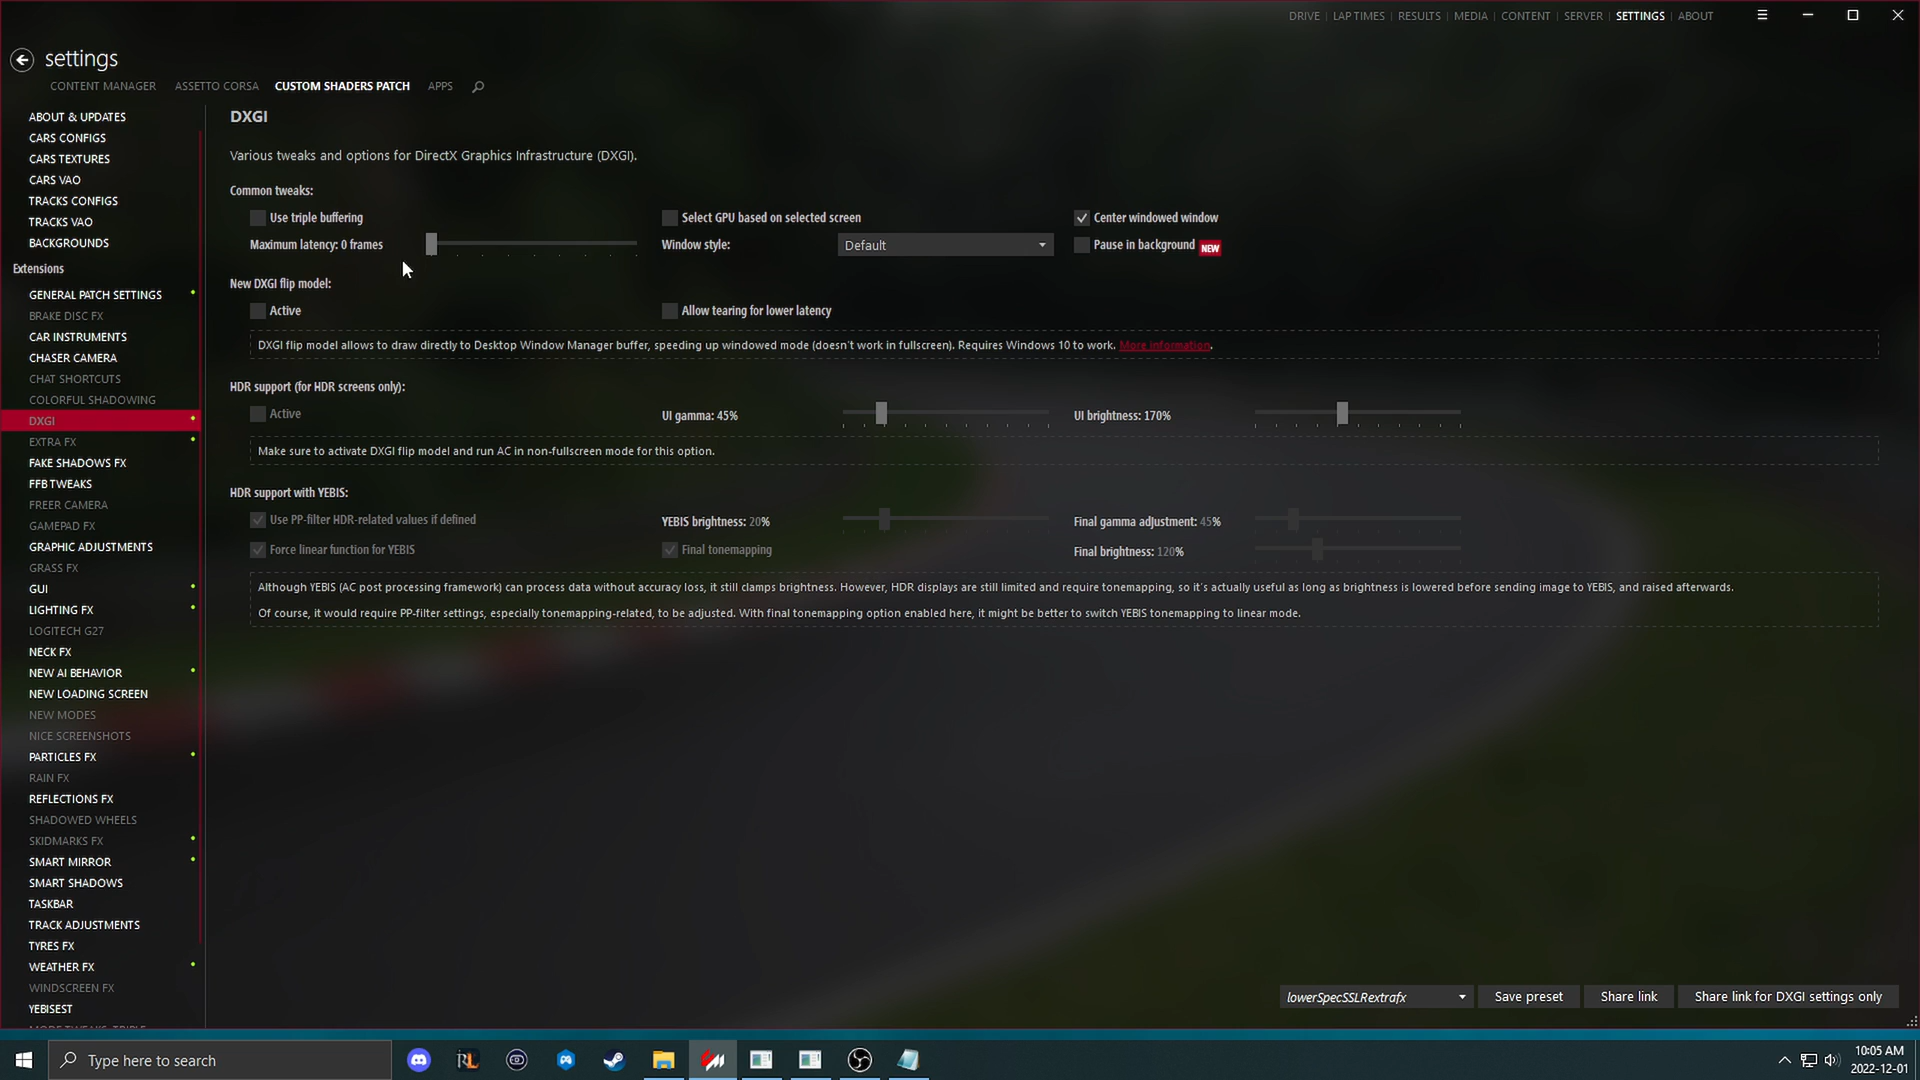 DRIVE | LAP TIMES | RESULTS | MEDIA | CONTENT | SERVER | SETTINGS | ABOUT
settings
CONTENT MANAGER ASSETTO CORSA CUSTOM SHADERS PATCH APPS
ABOUT & UPDATES
CARS CONFIGS
CARS TEXTURES
CARS VAO
TRACKS CONFIGS
TRACKS VAO
BACKGROUNDS
Extensions
GENERAL PATCH SETTINGS
BRAKE DISC FX
CAR INSTRUMENTS
CHASER CAMERA
CHAT SHORTCUTS
COLORFUL SHADOWING
DXGI
EXTRA FX
FAKE SHADOWS FX
FFB TWEAKS
FREER CAMERA
GAMEPAD FX
GRAPHIC ADJUSTMENTS
GRASS FX
GUI
LIGHTING FX
LOGITECH G27
NECK FX
NEW AI BEHAVIOR
NEW LOADING SCREEN
NEW MODES
NICE SCREENSHOTS
PARTICLES FX
RAIN FX
REFLECTIONS FX
SHADOWED WHEELS
SKIDMARKS FX
SMART MIRROR
SMART SHADOWS
TASKBAR
TRACK ADJUSTMENTS
TYRES FX
WEATHER FX
WINDSCREEN FX
YEBISEST
DXGI
Various tweaks and options for DirectX Graphics Infrastructure (DXGI).
Common tweaks:
Use triple buffering Select GPU based on selected screen Center windowed window
Maximum latency: 0 frames Window style: Default Pause in background NEW
New DXGI flip model:
Active Allow tearing for lower latency
DXGI flip model allows to draw directly to Desktop Window Manager buffer, speeding up windowed mode (doesn't work in fullscreen). Requires Windows 10 to work. More information.
HDR support (for HDR screens only):
Active UI gamma: 45% UI brightness: 170%
Make sure to activate DXGI flip model and run AC in non-fullscreen mode for this option.
HDR support with YEBIS:
Use PP-filter HDR-related values if defined YEBIS brightness: 20% Final gamma adjustment: 45%
Force linear function for YEBIS Final tonemapping Final brightness: 120%
Although YEBIS (AC post processing framework) can process data without accuracy loss, it still clamps brightness. However, HDR displays are still limited and require tonemapping, so it's actually useful as long as brightness is lowered before sending image to YEBIS, and raised afterwards.
Of course, it would require PP-filter settings, especially tonemapping-related, to be adjusted. With final tonemapping option enabled here, it might be better to switch YEBIS tonemapping to linear mode.
lowerSpecSSLRextrafx Save preset Share link Share link for DXGI settings only
Type here to search
RL
10:05 AM
2022-12-01